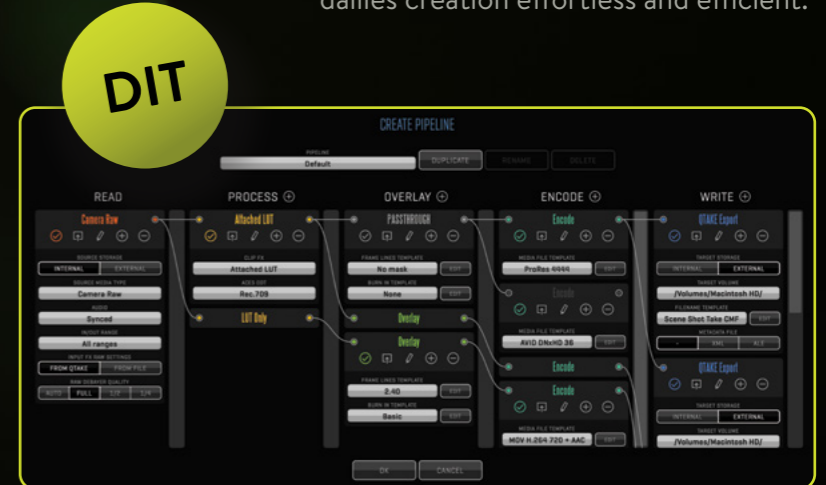 dailies creation effortless and efficient.
DIT
CREATE PIPELINE
PIPELINE
Default
DUPLICATE
RENAME
DELETE
READ
Camera Raw
SOURCE STORAGE
INTERNAL EXTERNAL
SOURCE MEDIA TYPE
Camera Raw
AUDIO
Synced
IN/OUT RANGE
All ranges
INPUT FX RAW SETTINGS
FROM QTAKE FROM FILE
RAW DEBAYER QUALITY
AUTO FULL 1/2 1/4
PROCESS
Attached LUT
CLIP FX
Attached LUT
ACES ODT
Rec.709
LUT Only
OVERLAY
PASSTHROUGH
FRAME LINES TEMPLATE
No mask EDIT
BURN IN TEMPLATE
None EDIT
Overlay
Overlay
FRAME LINES TEMPLATE
2.40 EDIT
BURN IN TEMPLATE
Basic EDIT
ENCODE
Encode
MEDIA FILE TEMPLATE
ProRes 4444 EDIT
Encode
MEDIA FILE TEMPLATE
AVID DNxHD 36 EDIT
Encode
Encode
MEDIA FILE TEMPLATE
MOV H.264 720 + AAC EDIT
WRITE
QTAKE Export
TARGET STORAGE
INTERNAL EXTERNAL
TARGET VOLUME
/Volumes/Macintosh HD/
FILENAME TEMPLATE
Scene Shot Take CMF EDIT
METADATA FILE
- XML ALE
QTAKE Export
TARGET STORAGE
INTERNAL EXTERNAL
TARGET VOLUME
/Volumes/Macintosh HD/
OK
CANCEL